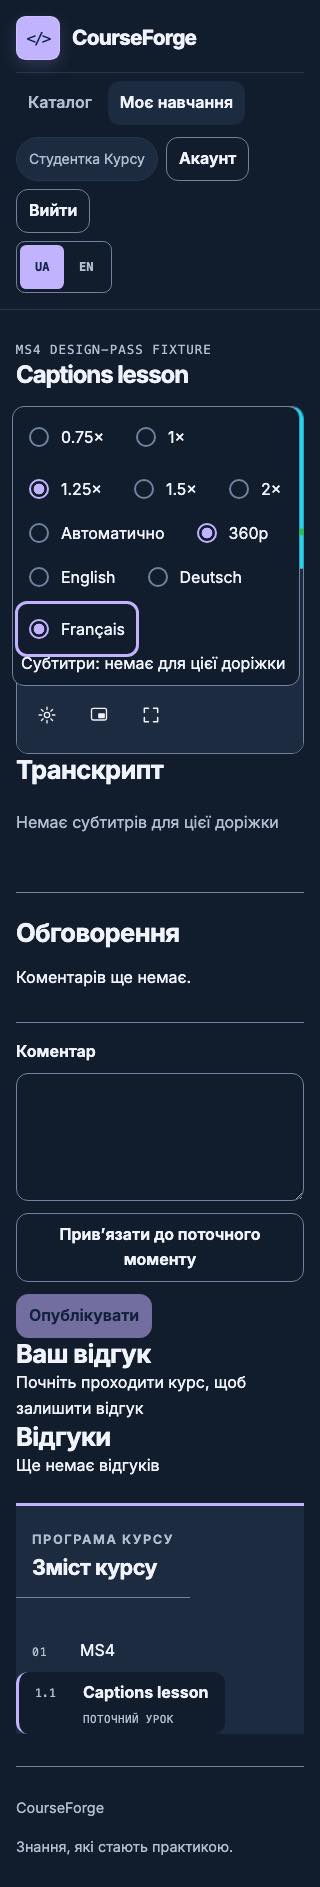 </> CourseForge
Каталог Моє навчання
Студентка Курсу Акаунт
Вийти
UA EN
MS4 DESIGN-PASS FIXTURE
Captions lesson
0.75× 1×
1.25× 1.5× 2×
Автоматично 360p
English Deutsch
Français
Субтитри: немає для цієї доріжки
Транскрипт
Немає субтитрів для цієї доріжки
Обговорення
Коментарів ще немає.
Коментар
Прив’язати до поточного
моменту
Опублікувати
Ваш відгук
Почніть проходити курс, щоб
залишити відгук
Відгуки
Ще немає відгуків
ПРОГРАМА КУРСУ
Зміст курсу
01 MS4
1.1 Captions lesson
ПОТОЧНИЙ УРОК
CourseForge
Знання, які стають практикою.